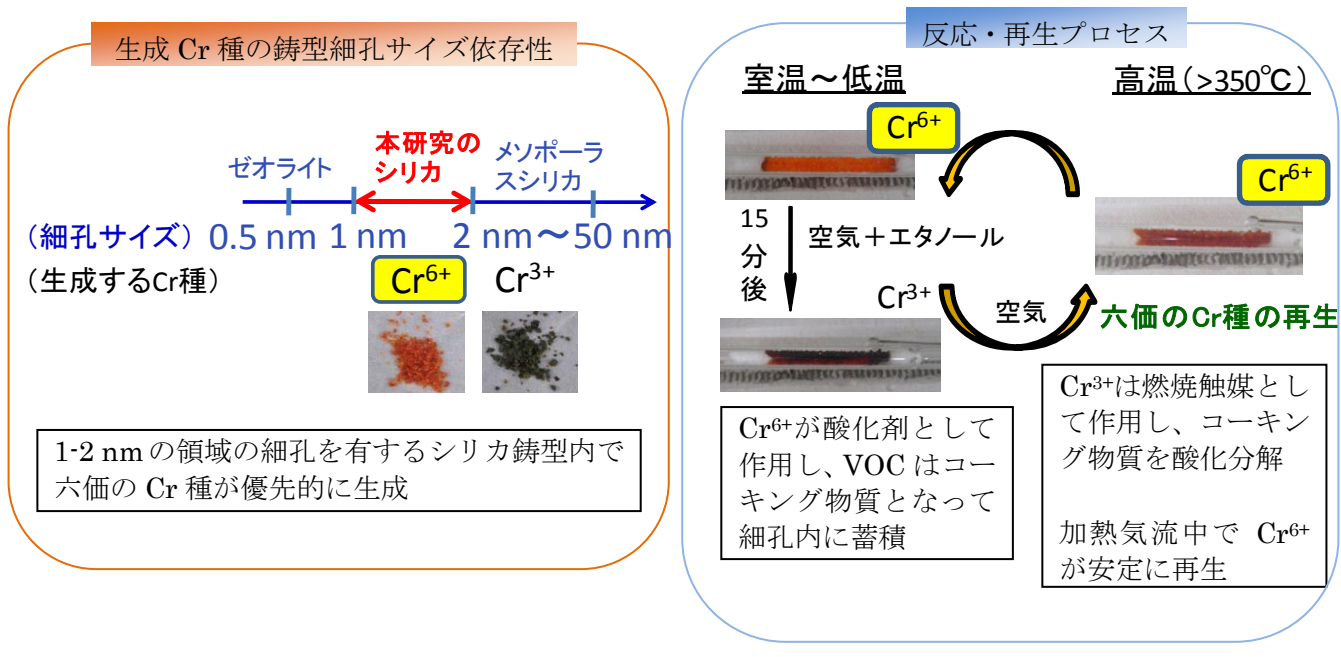 生成 Cr 種の鋳型細孔サイズ依存性
本研究の
シリカ
ゼオライト
メソポーラ
スシリカ
(細孔サイズ) 0.5 nm 1 nm 2 nm～50 nm
(生成するCr種)
Cr6+
Cr3+
1-2 nm の領域の細孔を有するシリカ鋳型内で
六価の Cr 種が優先的に生成
反応・再生プロセス
室温～低温
高温(>350℃)
Cr6+
Cr6+
15
分
後
空気＋エタノール
Cr3+
空気
六価のCr種の再生
Cr6+が酸化剤として
作用し、VOC はコー
キング物質となって
細孔内に蓄積
Cr3+は燃焼触媒とし
て作用し、コーキン
グ物質を酸化分解
加熱気流中で Cr6+
が安定に再生